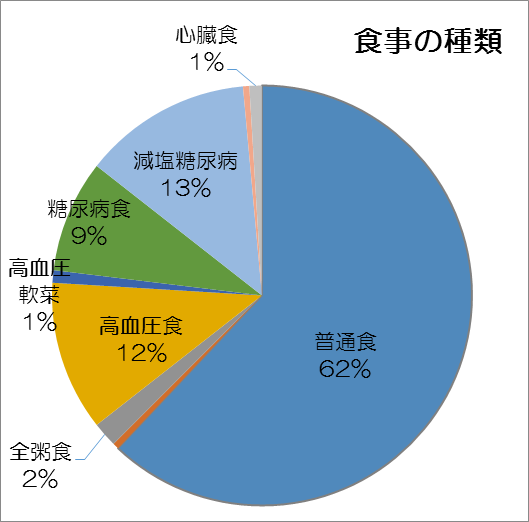 食事の種類
心臓食
1%
減塩糖尿病
13%
糖尿病食
9%
高血圧
軟菜
1%
高血圧食
12%
普通食
62%
全粥食
2%